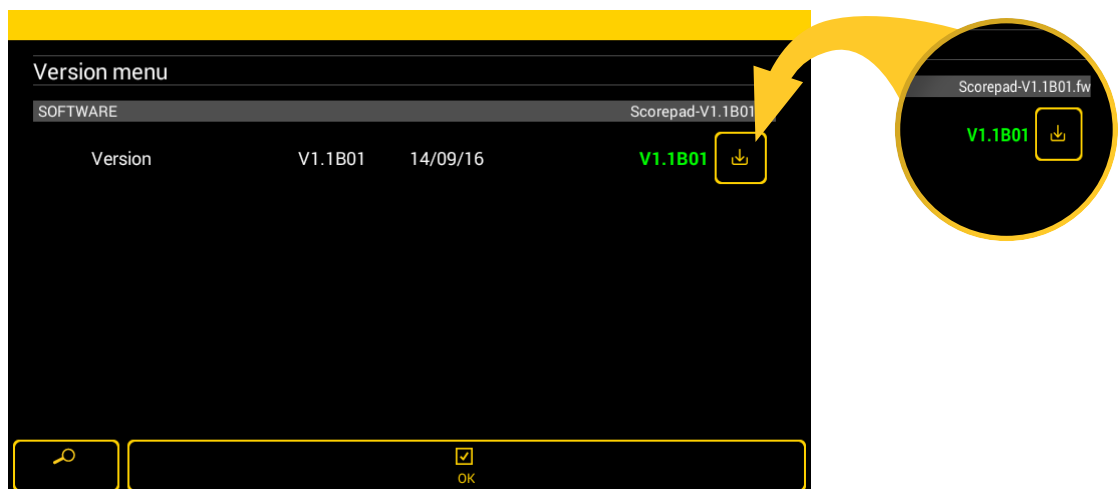 Version menu
SOFTWARE Scorepad-V1.1B01
Version V1.1B01 14/09/16 V1.1B01
OK
Scorepad-V1.1B01.fw
V1.1B01